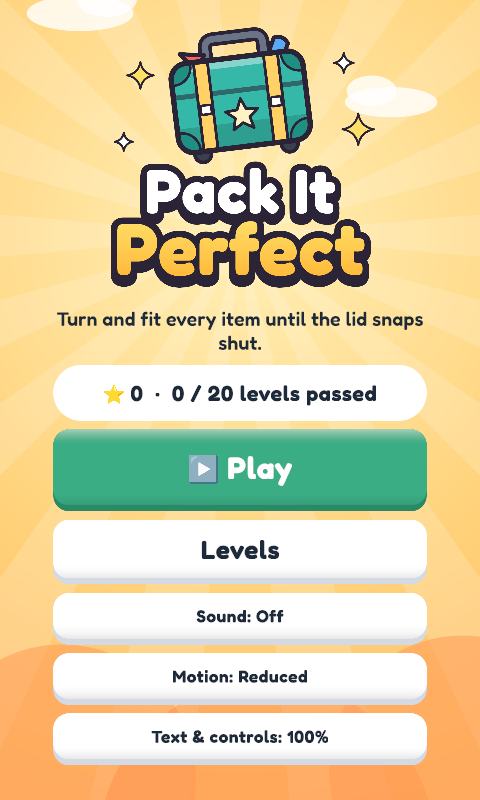 Pack It
Perfect
Turn and fit every item until the lid snaps
shut.
⭐ 0 · 0 / 20 levels passed
▶️ Play
Levels
Sound: Off
Motion: Reduced
Text & controls: 100%